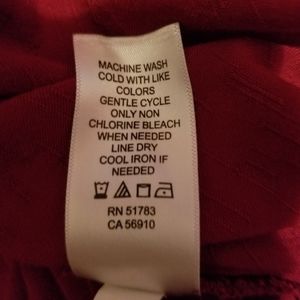 MACHINE WASH
COLD WITH LIKE
COLORS
GENTLE CYCLE
ONLY NON
CHLORINE BLEACH
WHEN NEEDED
LINE DRY
COOL IRON IF
NEEDED
RN 51783
CA 56910